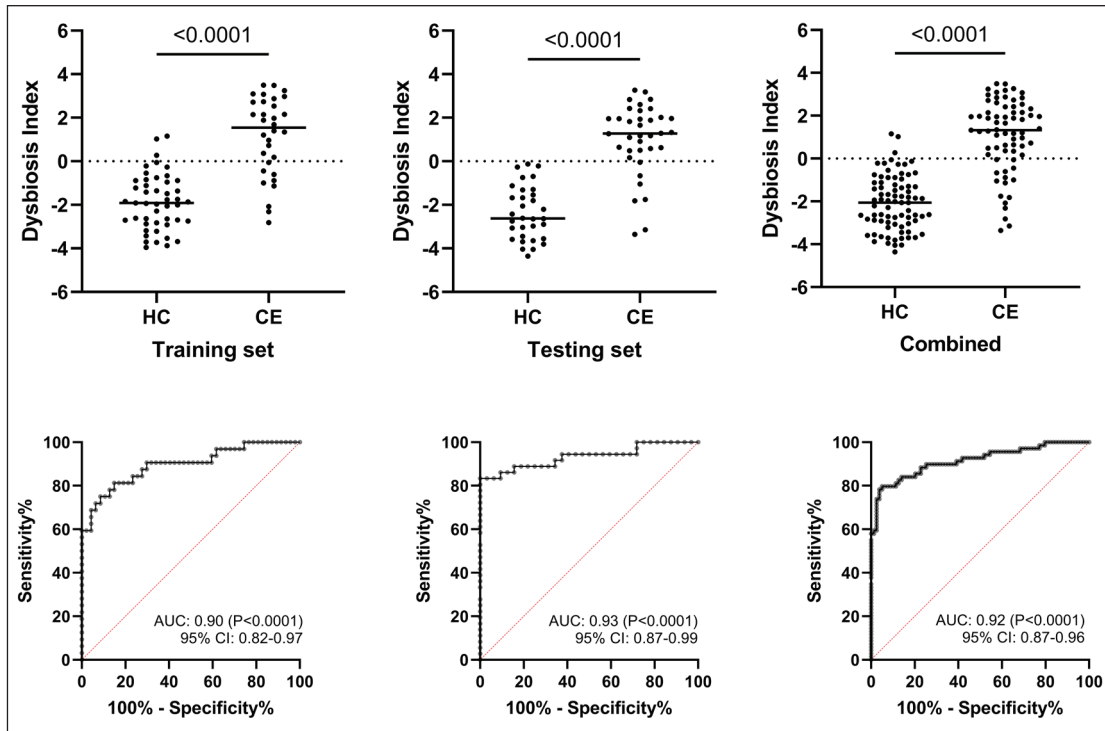 <0.0001
6
4
2
0
-2
-4
-6
Dysbiosis Index
HC CE
Training set
<0.0001
6
4
2
0
-2
-4
-6
Dysbiosis Index
HC CE
Testing set
<0.0001
6
4
2
0
-2
-4
-6
Dysbiosis Index
HC CE
Combined
100
80
60
40
20
0
Sensitivity%
AUC: 0.90 (P<0.0001)
95% CI: 0.82-0.97
0 20 40 60 80 100
100% - Specificity%
100
80
60
40
20
0
Sensitivity%
AUC: 0.93 (P<0.0001)
95% CI: 0.87-0.99
0 20 40 60 80 100
100% - Specificity%
100
80
60
40
20
0
Sensitivity%
AUC: 0.92 (P<0.0001)
95% CI: 0.87-0.96
0 20 40 60 80 100
100% - Specificity%